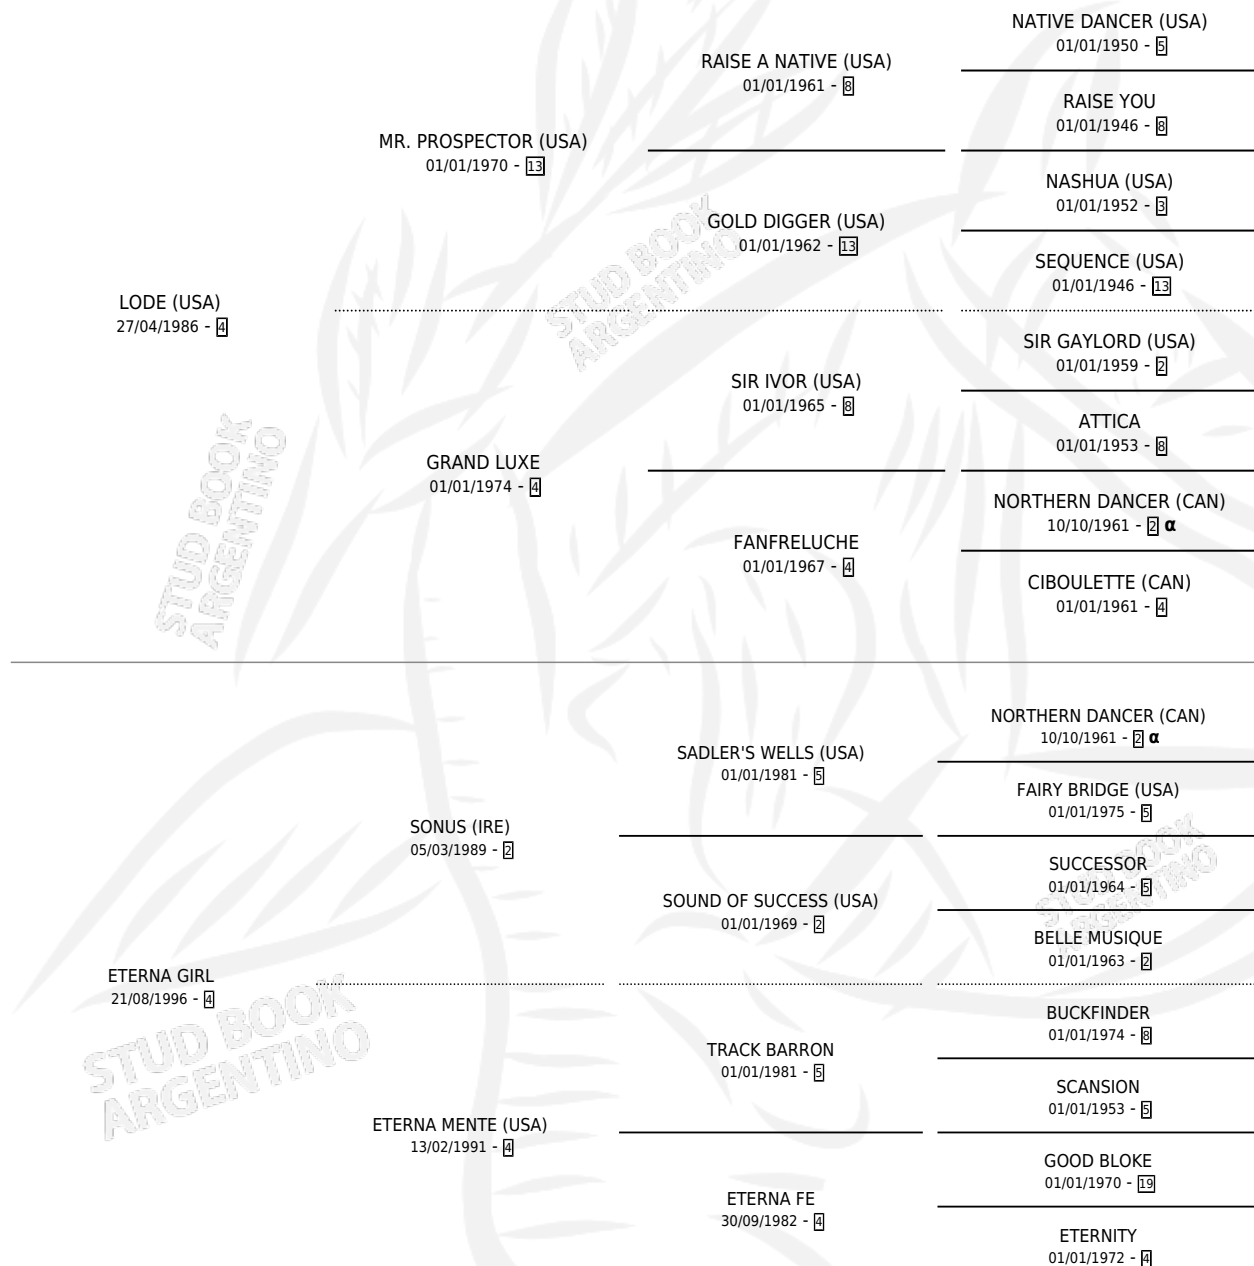 NATIVE DANCER (USA)
01/01/1950 - 5
RAISE A NATIVE (USA)
01/01/1961 - 8
RAISE YOU
01/01/1946 - 8
MR. PROSPECTOR (USA)
01/01/1970 - 13
NASHUA (USA)
01/01/1952 - 3
GOLD DIGGER (USA)
01/01/1962 - 13
SEQUENCE (USA)
01/01/1946 - 13
LODE (USA)
27/04/1986 - 4
SIR GAYLORD (USA)
01/01/1959 - 2
SIR IVOR (USA)
01/01/1965 - 8
ATTICA
01/01/1953 - 8
GRAND LUXE
01/01/1974 - 4
NORTHERN DANCER (CAN)
10/10/1961 - 2 α
FANFRELUCHE
01/01/1967 - 4
CIBOULETTE (CAN)
01/01/1961 - 4
NORTHERN DANCER (CAN)
10/10/1961 - 2 α
SADLER'S WELLS (USA)
01/01/1981 - 5
FAIRY BRIDGE (USA)
01/01/1975 - 5
SONUS (IRE)
05/03/1989 - 2
SUCCESSOR
01/01/1964 - 5
SOUND OF SUCCESS (USA)
01/01/1969 - 2
BELLE MUSIQUE
01/01/1963 - 2
ETERNA GIRL
21/08/1996 - 4
BUCKFINDER
01/01/1974 - 8
TRACK BARRON
01/01/1981 - 5
SCANSION
01/01/1953 - 5
ETERNA MENTE (USA)
13/02/1991 - 4
GOOD BLOKE
01/01/1970 - 19
ETERNA FE
30/09/1982 - 4
ETERNITY
01/01/1972 - 4
STUD BOOK
ARGENTINO
STUD BOOK
ARGENTINO
STUD BOOK
ARGENTINO
STUD BOOK
ARGENTINO